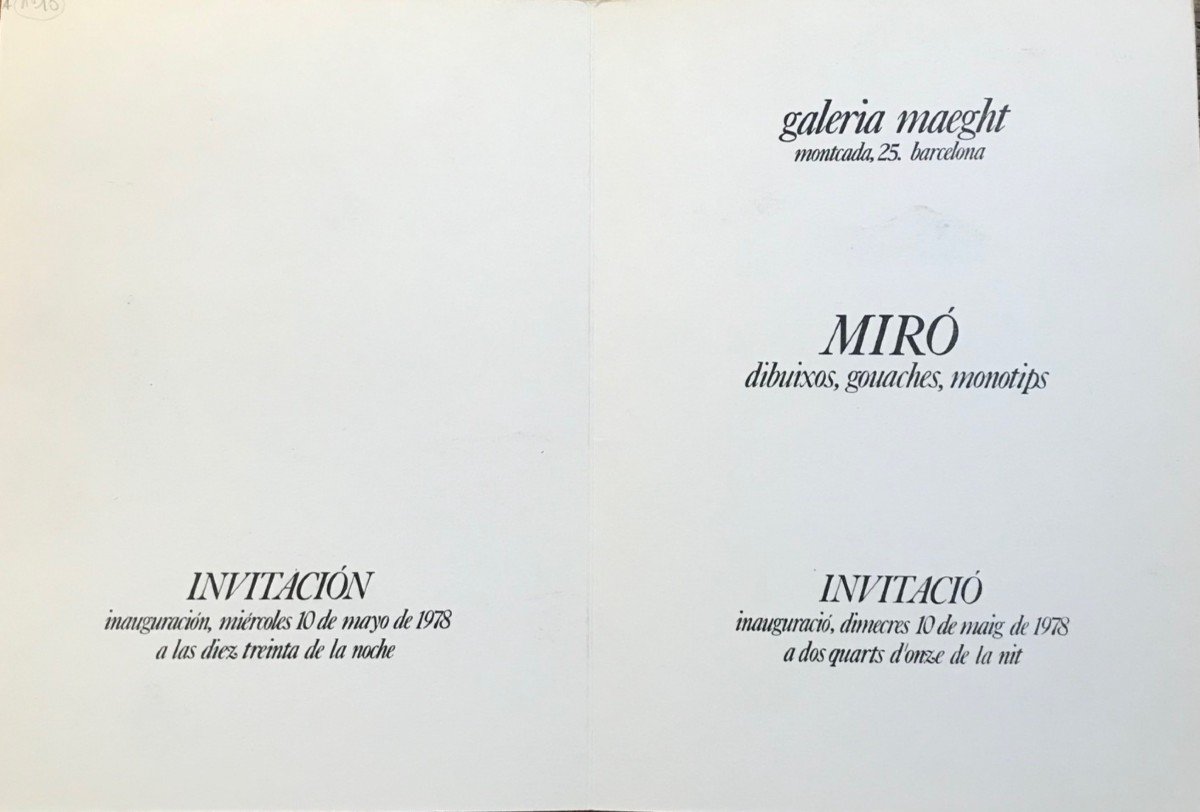 INVITACIÓN
inauguración, miércoles 10 de mayo de 1978
a las diez treinta de la noche
galeria maeght
montcada, 25. barcelona
MIRÓ
dibuixos, gouaches, monotips
INVITACIÓ
inauguració, dimecres 10 de maig de 1978
a dos quarts d'onze de la nit